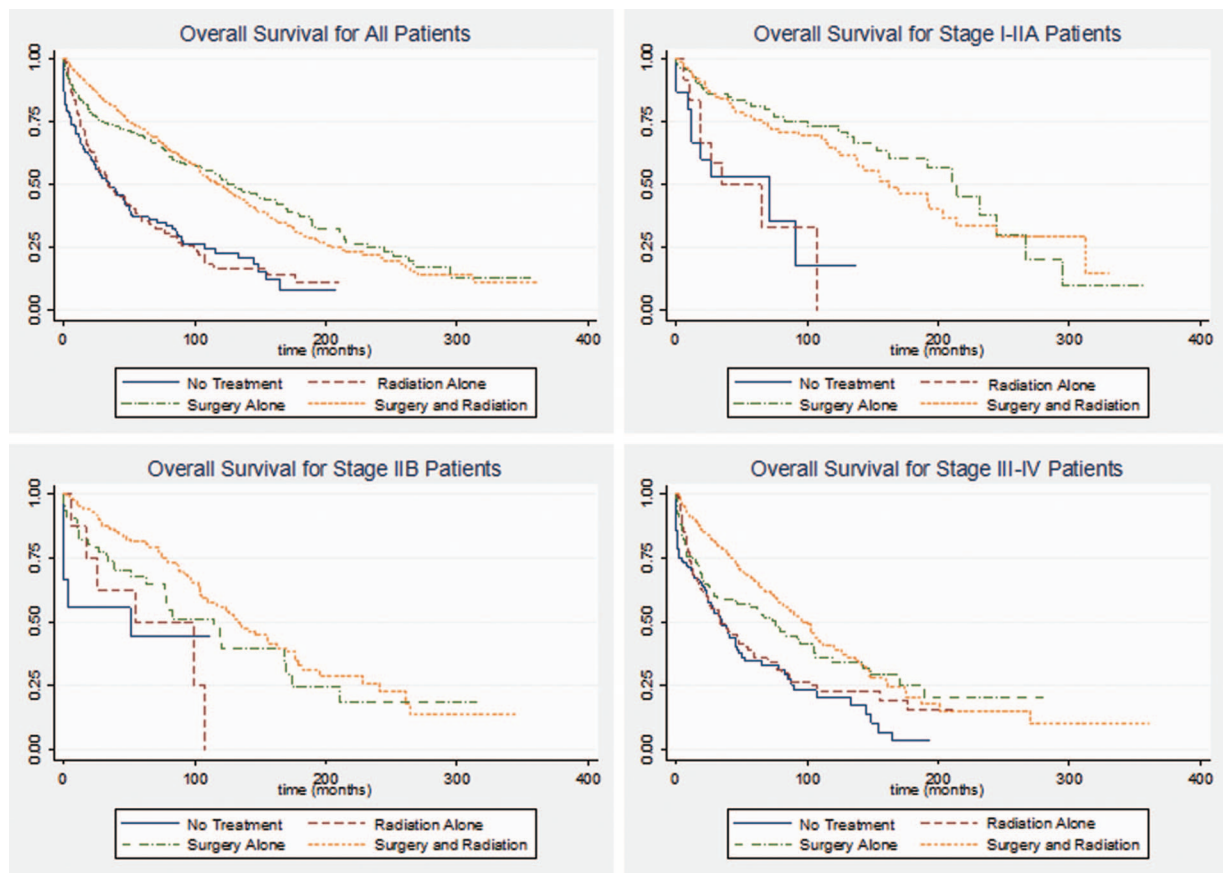 Overall Survival for All Patients
1.00
0.75
0.50
0.25
0.00
0 100 200 300 400
time (months)
No Treatment Radiation Alone
Surgery Alone Surgery and Radiation
Overall Survival for Stage I-IIA Patients
1.00
0.75
0.50
0.25
0.00
0 100 200 300 400
time (months)
No Treatment Radiation Alone
Surgery Alone Surgery and Radiation
Overall Survival for Stage IIB Patients
1.00
0.75
0.50
0.25
0.00
0 100 200 300 400
time (months)
No Treatment Radiation Alone
Surgery Alone Surgery and Radiation
Overall Survival for Stage III-IV Patients
1.00
0.75
0.50
0.25
0.00
0 100 200 300 400
time (months)
No Treatment Radiation Alone
Surgery Alone Surgery and Radiation